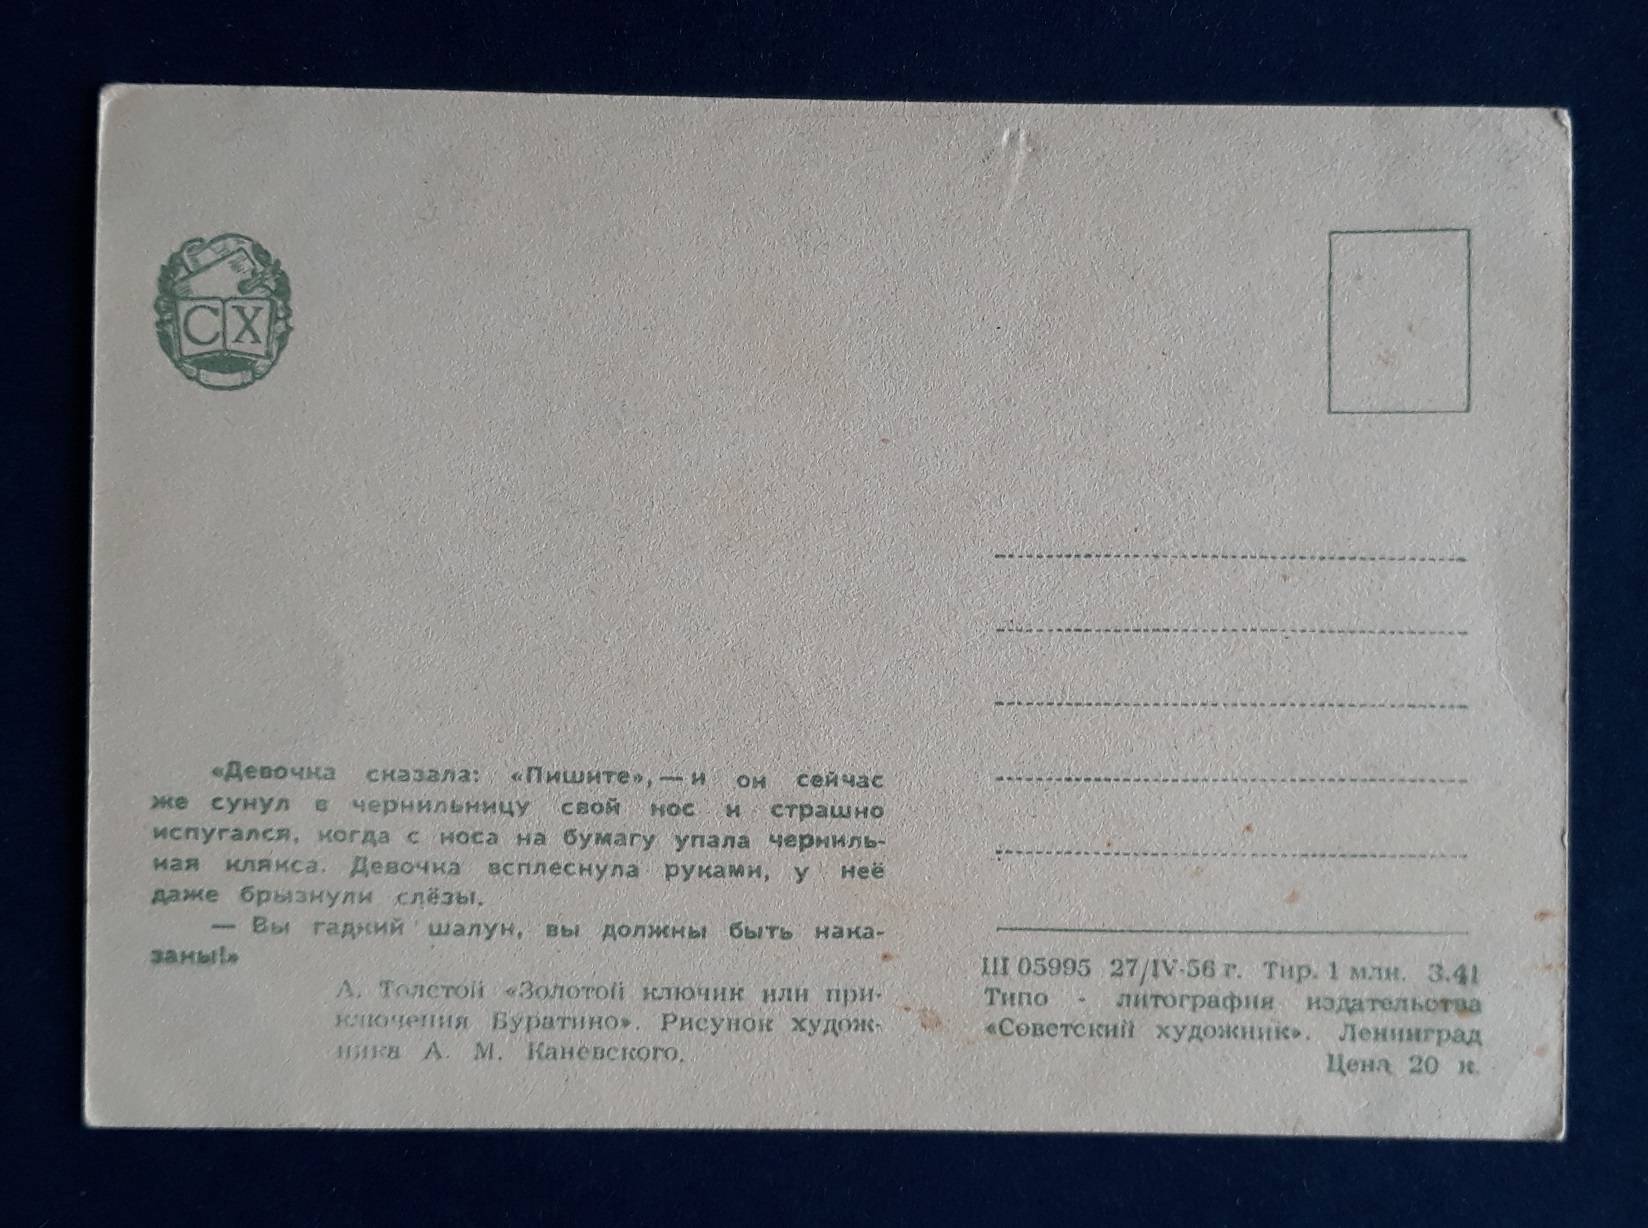 СХ
«Девочка сказала: «Пишите», — и он сейчас
же сунул в чернильницу свой нос и страшно
испугался, когда с носа на бумагу упала черниль-
ная клякса. Девочка всплеснула руками, у неё
даже брызнули слёзы.
— Вы гадкий шалун, вы должны быть нака-
заны!»
А. Толстой «Золотой ключик или при-
ключения Буратино». Рисунок худож-
ника А. М. Каневского.
Ш 05995 27/IV-56 г. Тир. 1 млн. З.41
Типо - литография издательства
«Советский художник». Ленинград
Цена 20 к.